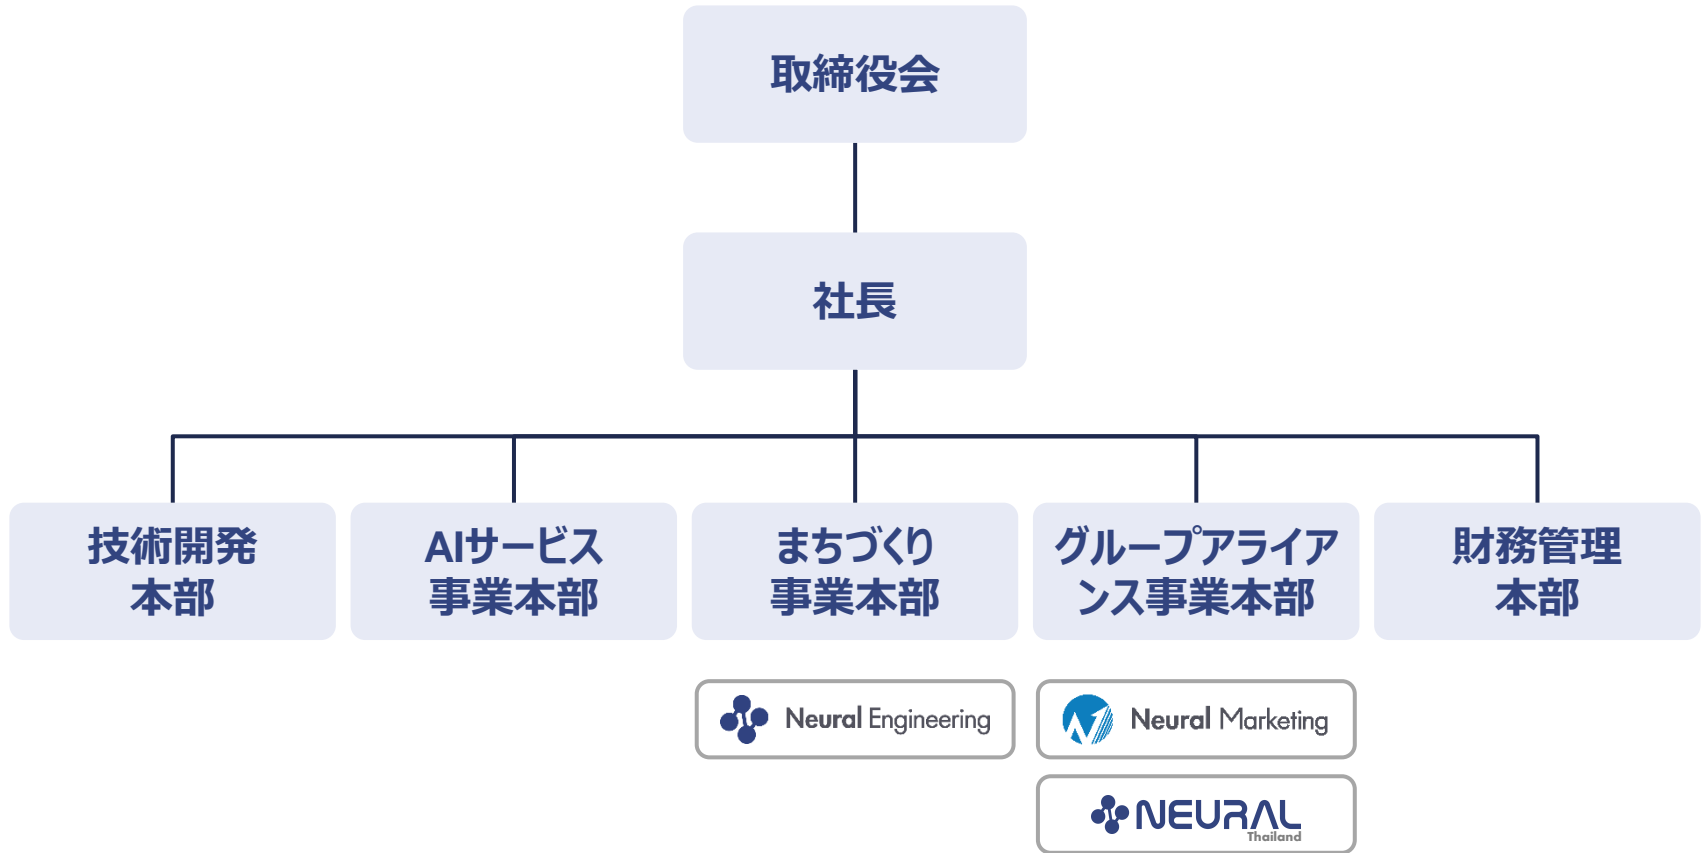 取締役会
社長
技術開発
本部
AIサービス
事業本部
まちづくり
事業本部
グループアライア
ンス事業本部
財務管理
本部
Neural Engineering
Neural Marketing
NEURAL
Thailand